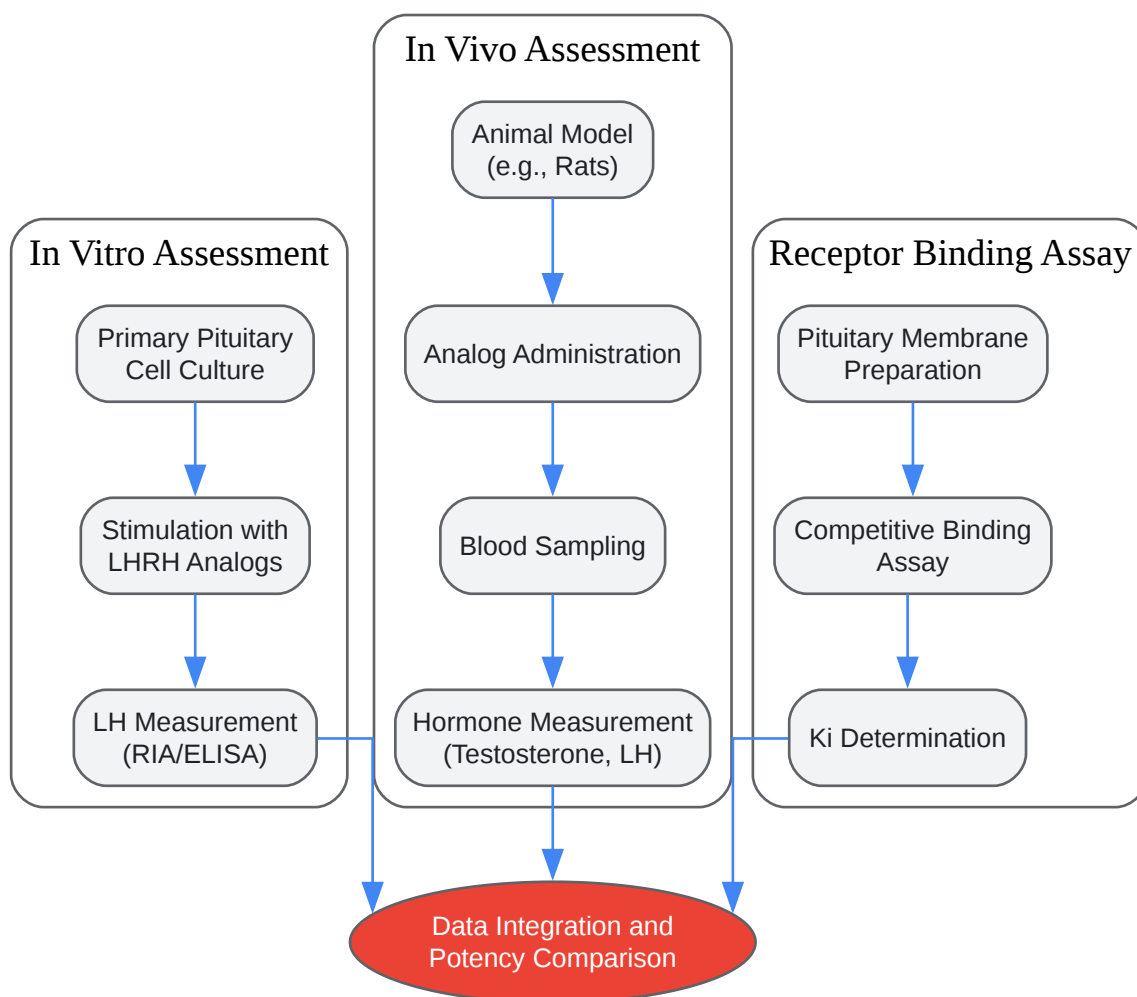 In Vitro Assessment
Primary Pituitary
Cell Culture
Stimulation with
LHRH Analogs
LH Measurement
(RIA/ELISA)
In Vivo Assessment
Animal Model
(e.g., Rats)
Analog Administration
Blood Sampling
Hormone Measurement
(Testosterone, LH)
Receptor Binding Assay
Pituitary Membrane
Preparation
Competitive Binding
Assay
Ki Determination
Data Integration and
Potency Comparison